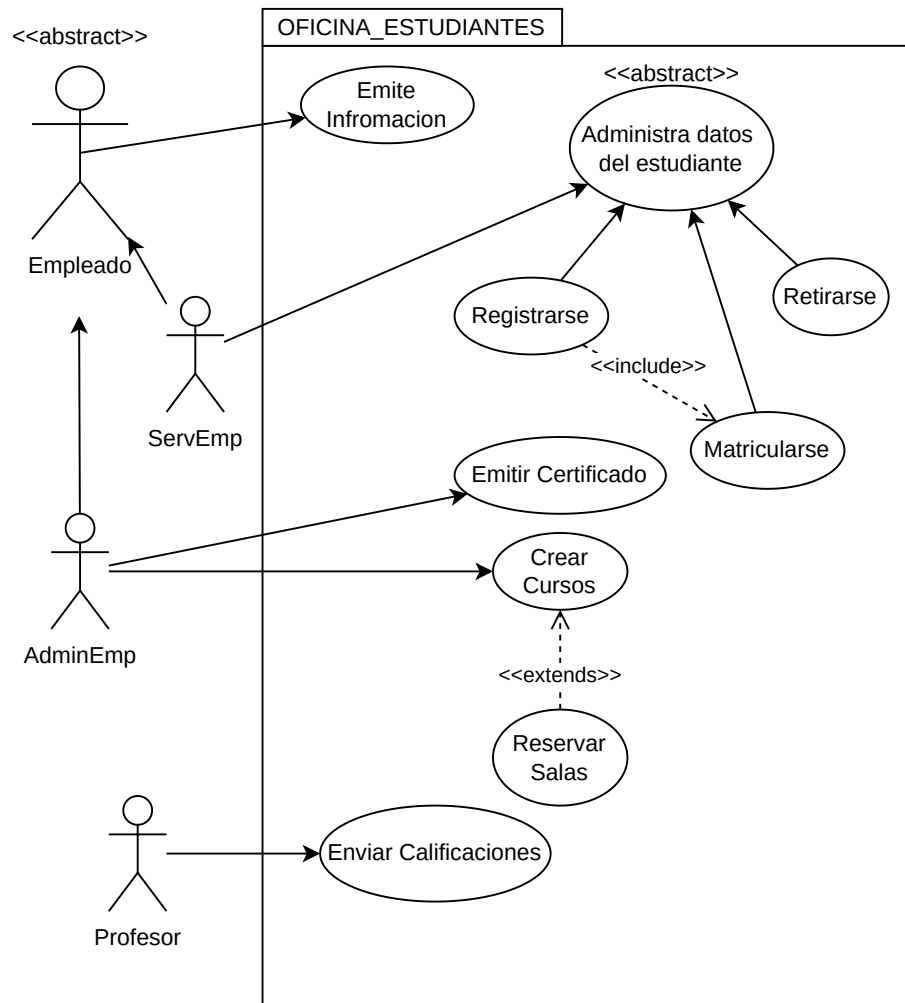 OFICINA_ESTUDIANTES
<<abstract>>
<<abstract>>
Emite
Infromacion
Administra datos
del estudiante
Empleado
Retirarse
Registrarse
<<include>>
ServEmp
Matricularse
Emitir Certificado
Crear
Cursos
AdminEmp
<<extends>>
Reservar
Salas
Enviar Calificaciones
Profesor